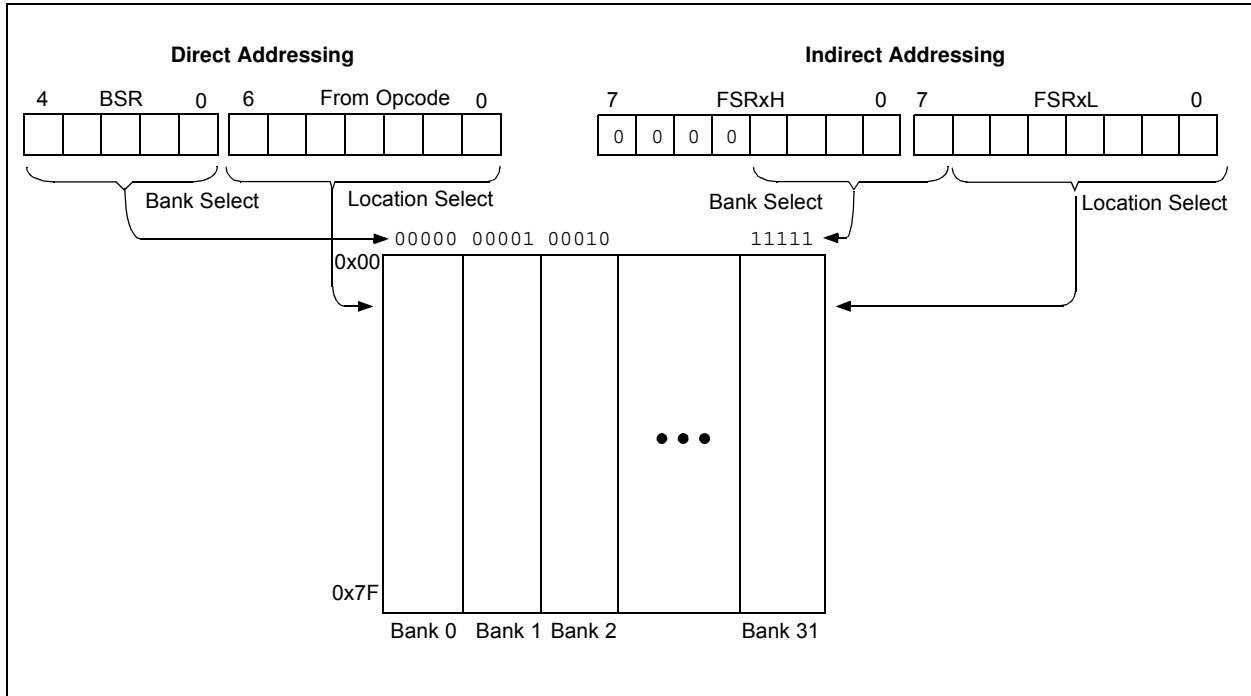 Direct Addressing
Indirect Addressing
4 BSR 0 6 From Opcode 0
7 FSRxH 0 7 FSRxL 0
0 0 0 0
Bank Select Location Select
Bank Select Location Select
00000 00001 00010 11111
0x00
0x7F
Bank 0 Bank 1 Bank 2 Bank 31